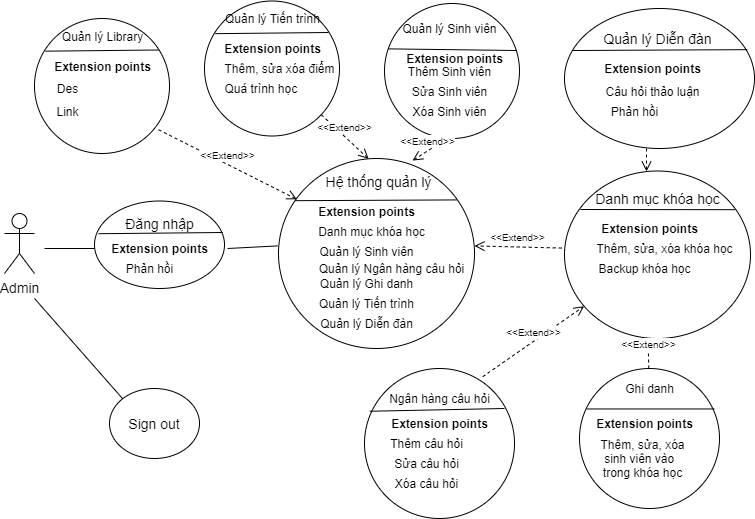 Quản lý Library
Extension points
Des
Link
Quản lý Tiến trình
Extension points
Thêm, sửa xóa điểm
Quá trình học
Quản lý Sinh viên
Extension points
Thêm Sinh viên
Sửa Sinh viên
Xóa Sinh viên
Quản lý Diễn đàn
Extension points
Câu hỏi thảo luận
Phản hồi
<<Extend>>
<<Extend>>
<<Extend>>
Hệ thống quản lý
Extension points
Danh mục khóa học
Quản lý Sinh viên
Quản lý Ngân hàng câu hỏi
Quản lý Ghi danh
Quản lý Tiến trình
Quản lý Diễn đàn
<<Extend>>
Danh mục khóa học
Extension points
Thêm, sửa, xóa khóa học
Backup khóa học
Admin
Đăng nhập
Extension points
Phản hồi
<<Extend>>
<<Extend>>
Sign out
Ngân hàng câu hỏi
Extension points
Thêm câu hỏi
Sửa câu hỏi
Xóa câu hỏi
Ghi danh
Extension points
Thêm, sửa, xóa
sinh viên vào
trong khóa học